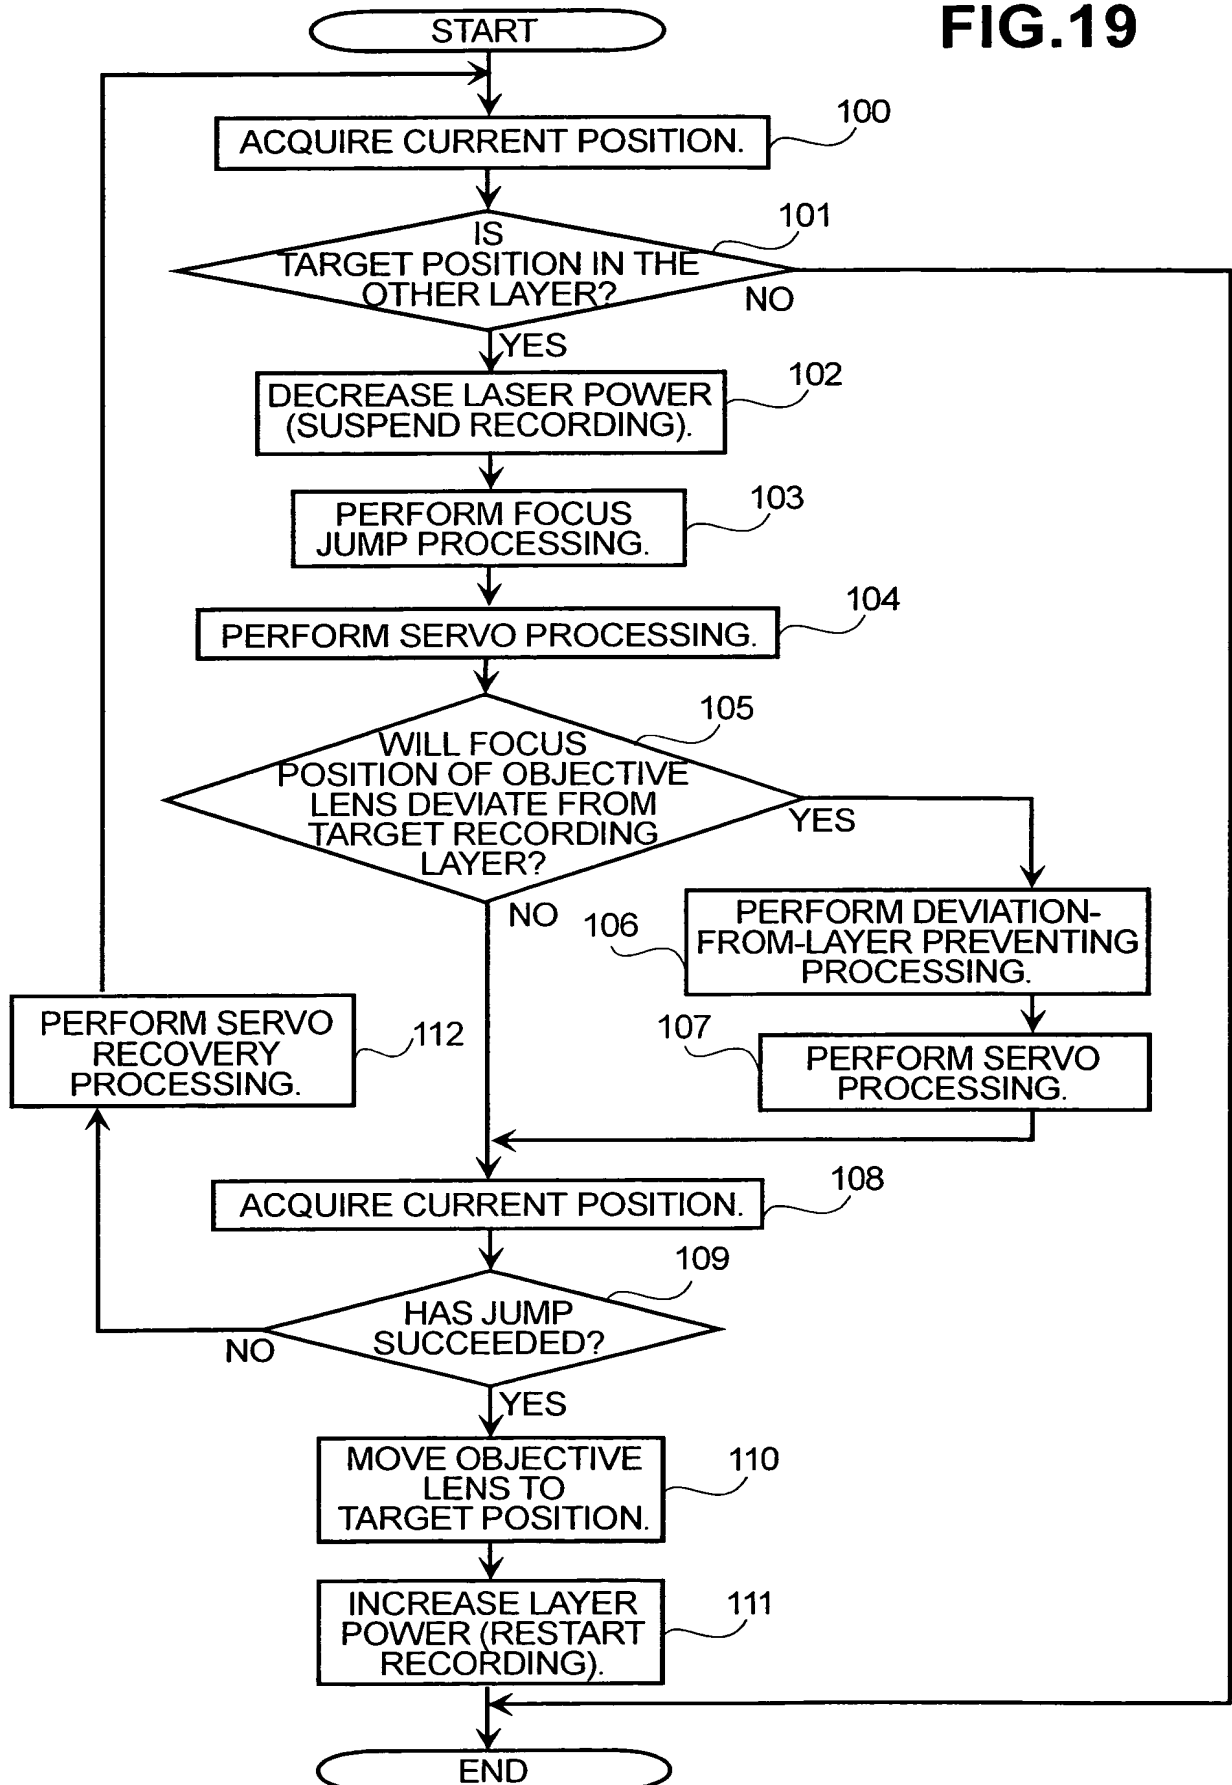 FIG.19
START
ACQUIRE CURRENT POSITION.
100
IS
TARGET POSITION IN THE
OTHER LAYER?
101
NO
YES
DECREASE LASER POWER
(SUSPEND RECORDING).
102
PERFORM FOCUS
JUMP PROCESSING.
103
PERFORM SERVO PROCESSING.
104
WILL FOCUS
POSITION OF OBJECTIVE
LENS DEVIATE FROM
TARGET RECORDING
LAYER?
105
YES
NO
PERFORM DEVIATION-
FROM-LAYER PREVENTING
PROCESSING.
106
PERFORM SERVO
PROCESSING.
107
PERFORM SERVO
RECOVERY
PROCESSING.
112
ACQUIRE CURRENT POSITION.
108
HAS JUMP
SUCCEEDED?
109
NO
YES
MOVE OBJECTIVE
LENS TO
TARGET POSITION.
110
INCREASE LAYER
POWER (RESTART
RECORDING).
111
END